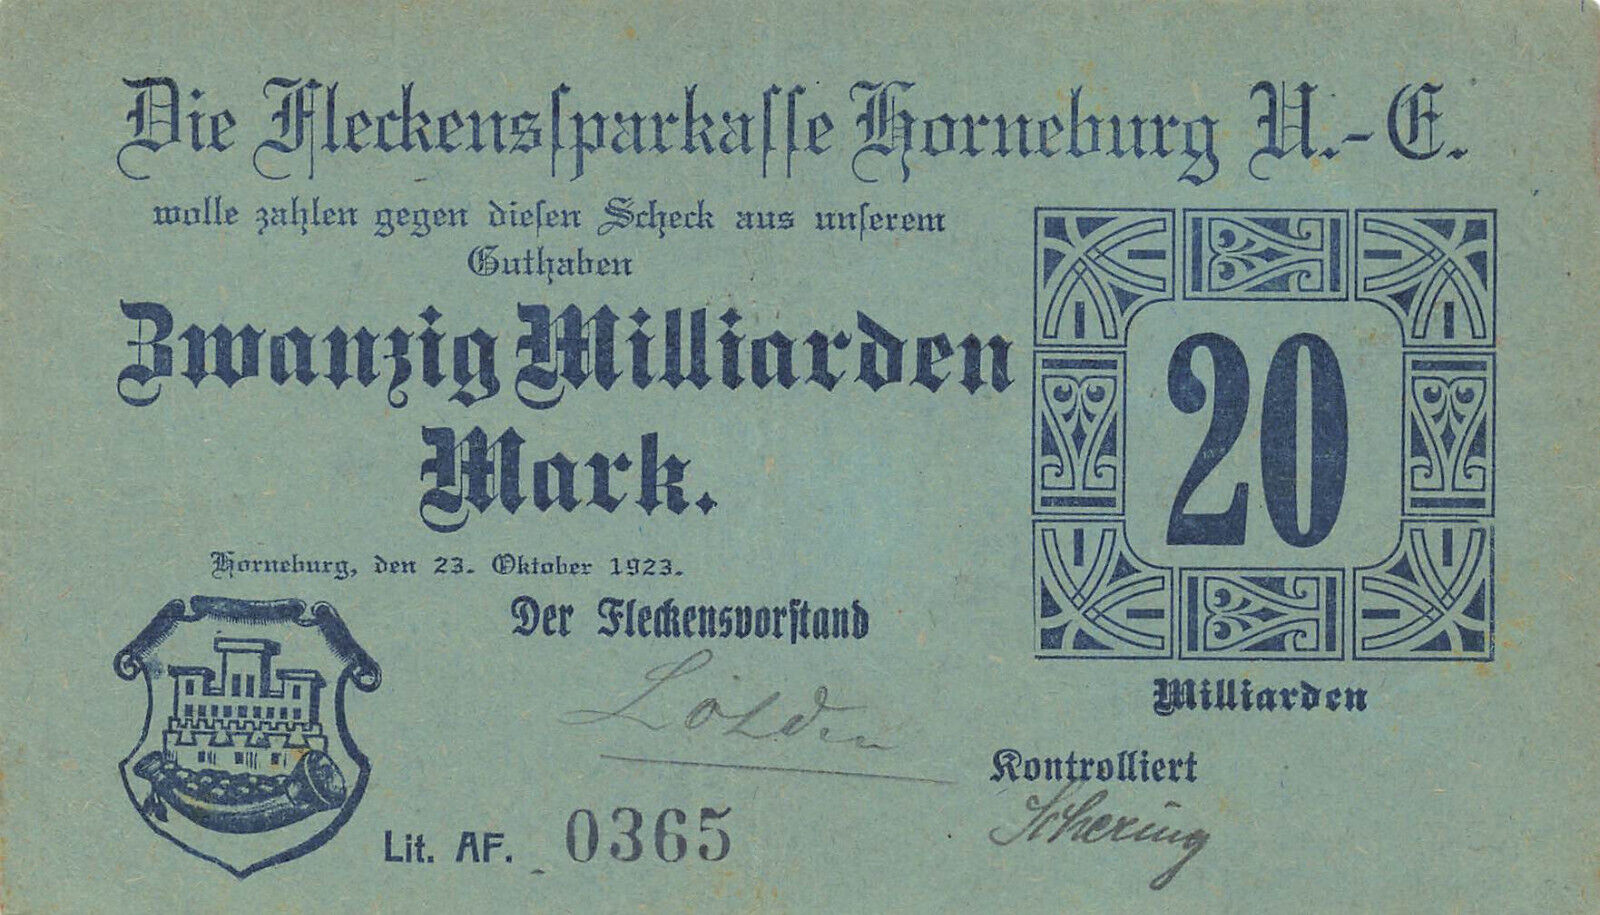 Die Fleckensſparkaſſe Horneburg U.-E.
wolle zahlen gegen dieſen Scheck aus unſerem
Guthaben
Zwanzig Milliarden
Mark.
20
Horneburg, den 23. Oktober 1923.
Der Fleckensvorſtand
Milliarden
Kontrolliert
Schering
Lit. AF. 0365